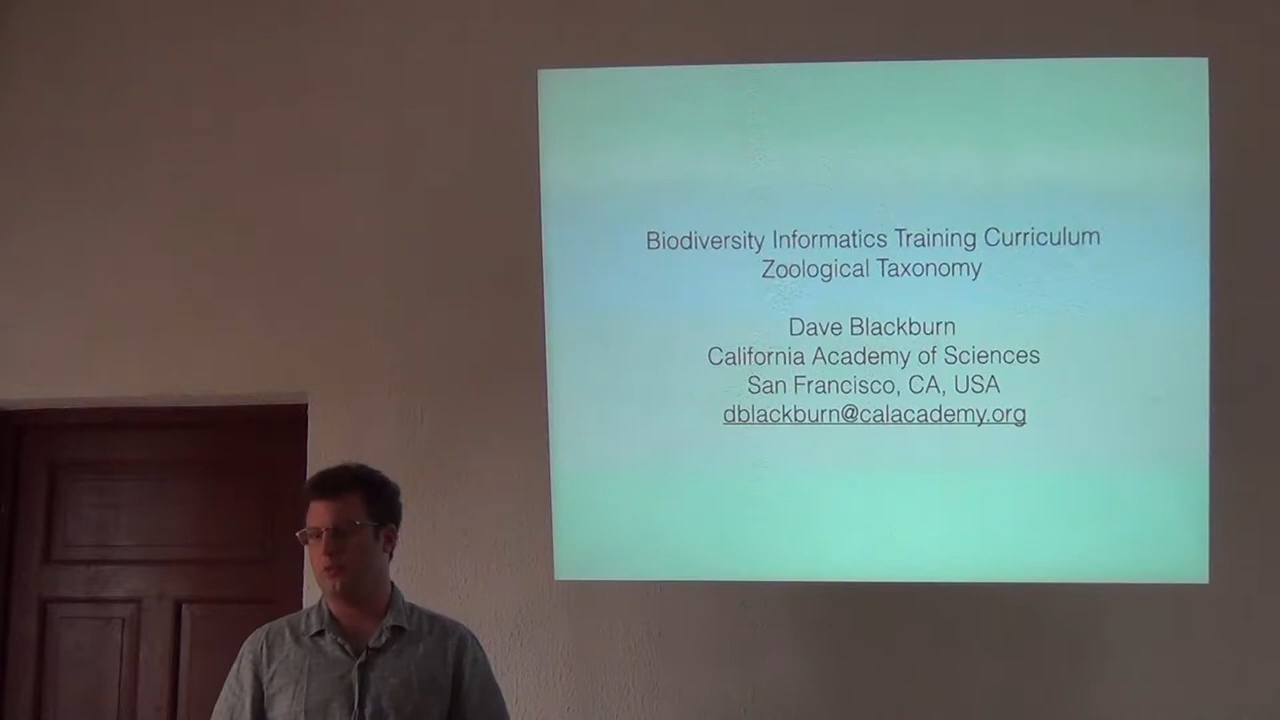 Biodiversity Informatics Training Curriculum
Zoological Taxonomy
Dave Blackburn
California Academy of Sciences
San Francisco, CA, USA
dblackburn@calacademy.org